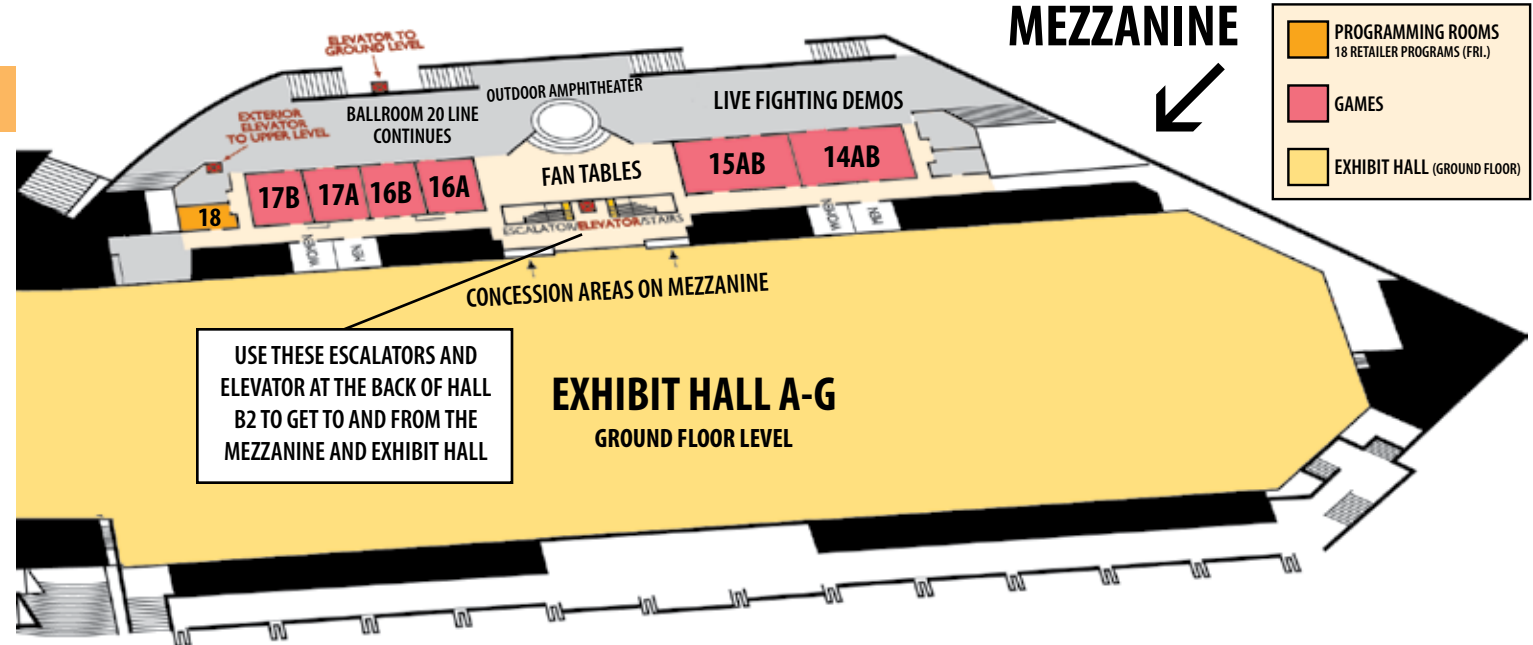 MEZZANINE
PROGRAMMING ROOMS
18 RETAILER PROGRAMS (FRI.)
GAMES
EXHIBIT HALL (GROUND FLOOR)
ELEVATOR TO
GROUND LEVEL
EXTERIOR
ELEVATOR
TO UPPER LEVEL
BALLROOM 20 LINE
CONTINUES
OUTDOOR AMPHITHEATER
LIVE FIGHTING DEMOS
18
17B
17A
16B
16A
FAN TABLES
15AB
14AB
ESCALATOR/ELEVATOR/STAIRS
WOMEN
MEN
WOMEN
MEN
CONCESSION AREAS ON MEZZANINE
USE THESE ESCALATORS AND
ELEVATOR AT THE BACK OF HALL
B2 TO GET TO AND FROM THE
MEZZANINE AND EXHIBIT HALL
EXHIBIT HALL A-G
GROUND FLOOR LEVEL